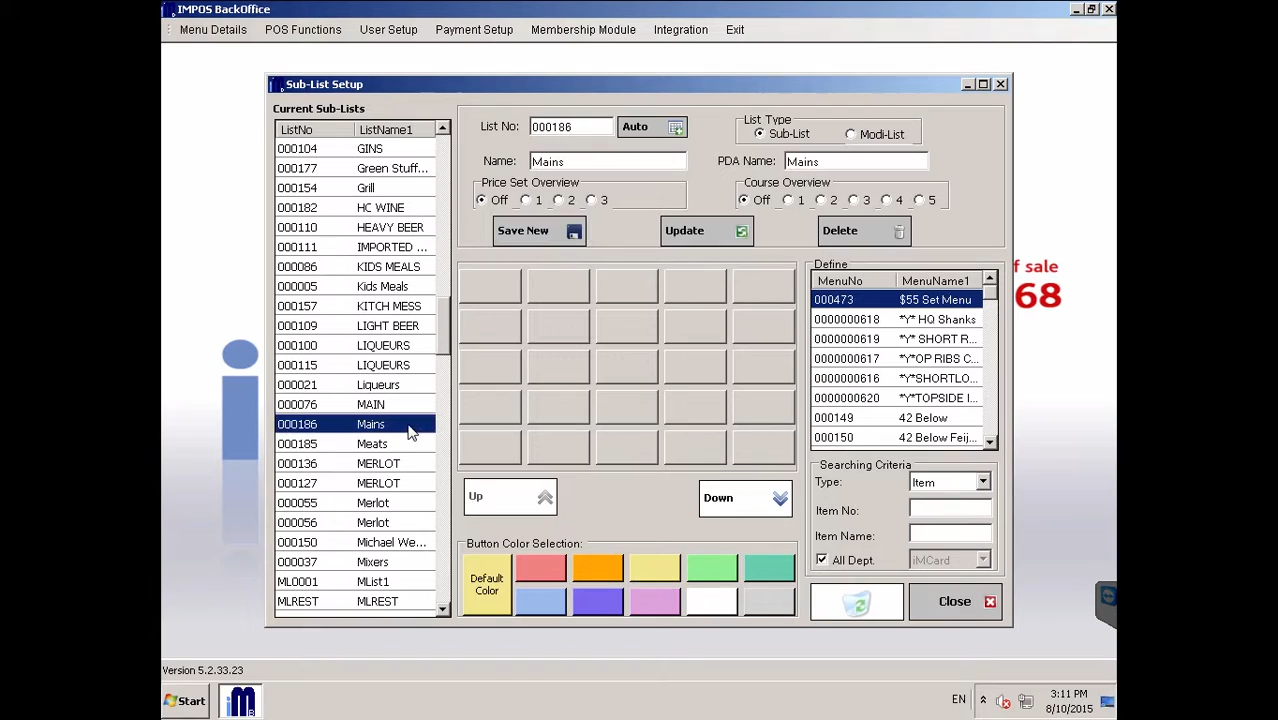 IMPOS BackOffice
Menu Details POS Functions User Setup Payment Setup Membership Module Integration Exit
Sub-List Setup
Current Sub-Lists
ListNo ListName1
000104 GINS
000177 Green Stuff...
000154 Grill
000182 HC WINE
000110 HEAVY BEER
000111 IMPORTED ...
000086 KIDS MEALS
000005 Kids Meals
000157 KITCH MESS
000109 LIGHT BEER
000100 LIQUEURS
000115 LIQUEURS
000021 Liqueurs
000076 MAIN
000186 Mains
000185 Meats
000136 MERLOT
000127 MERLOT
000055 Merlot
000056 Merlot
000150 Michael We...
000037 Mixers
ML0001 MList1
MLREST MLREST
List No: 000186 Auto
List Type
Sub-List Modi-List
Name: Mains PDA Name: Mains
Price Set Overview
Off 1 2 3
Course Overview
Off 1 2 3 4 5
Save New Update Delete
Define
MenuNo MenuName1
000473 $55 Set Menu
0000000618 *Y* HQ Shanks
0000000619 *Y* SHORT R...
0000000617 *Y*OP RIBS C...
0000000616 *Y*SHORTLO...
0000000620 *Y*TOPSIDE I...
000149 42 Below
000150 42 Below Feij...
Up Down
Searching Criteria
Type: Item
Item No:
Item Name:
All Dept. iMCard
Button Color Selection:
Default
Color
Close
f sale
68
Version 5.2.33.23
Start
EN
3:11 PM
8/10/2015